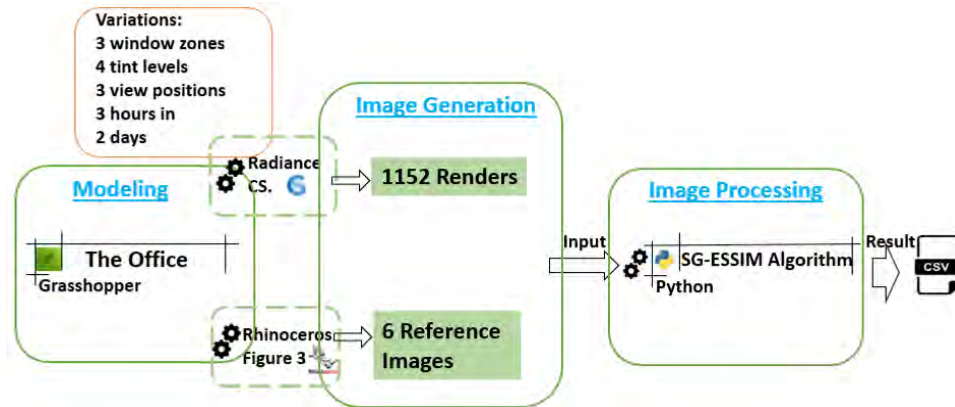 Variations:
3 window zones
4 tint levels
3 view positions
3 hours in
2 days
Modeling
The Office
Grasshopper
Radiance
CS.
Rhinoceros
Figure 3
Image Generation
1152 Renders
6 Reference
Images
Input
Image Processing
SG-ESSIM Algorithm
Python
Result
CSV